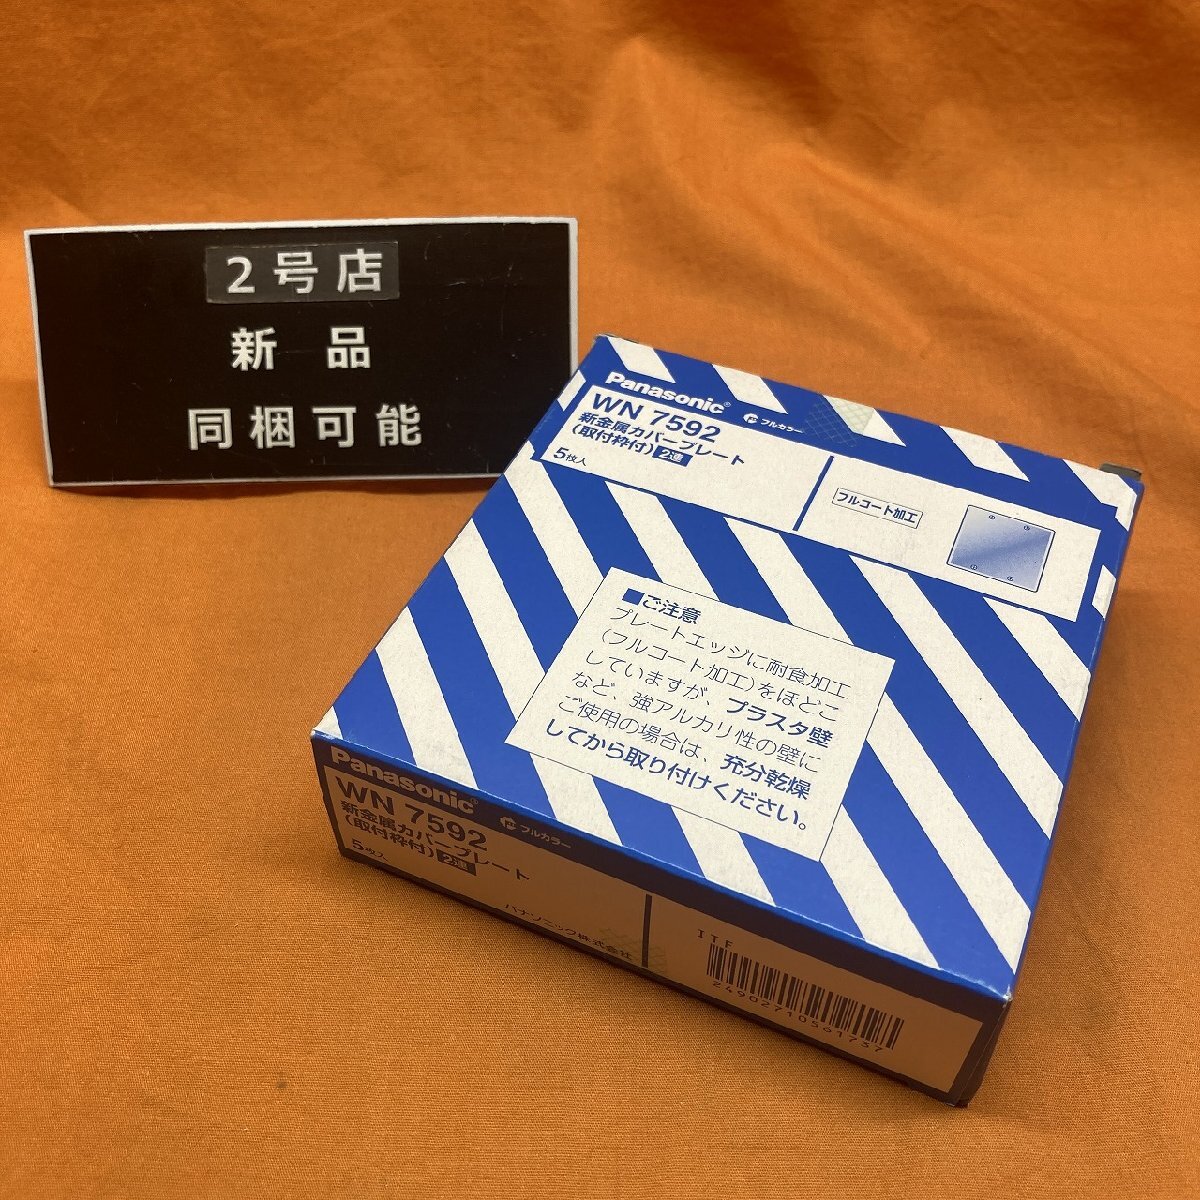 2号店
新品
同梱可能
Panasonic®
フルカラー
WN 7592
新金属カバープレート
(取付枠付) 2連
5枚入
フルコート加工
■ご注意
プレートエッジに耐食加工
(フルコート加工)をほどこ
していますが、プラスタ壁
など、強アルカリ性の壁に
ご使用の場合は、充分乾燥
してから取り付けください。
Panasonic®
フルカラー
WN 7592
新金属カバープレート
(取付枠付) 2連
5枚入
パナソニック株式会社
ITF
24902710561737